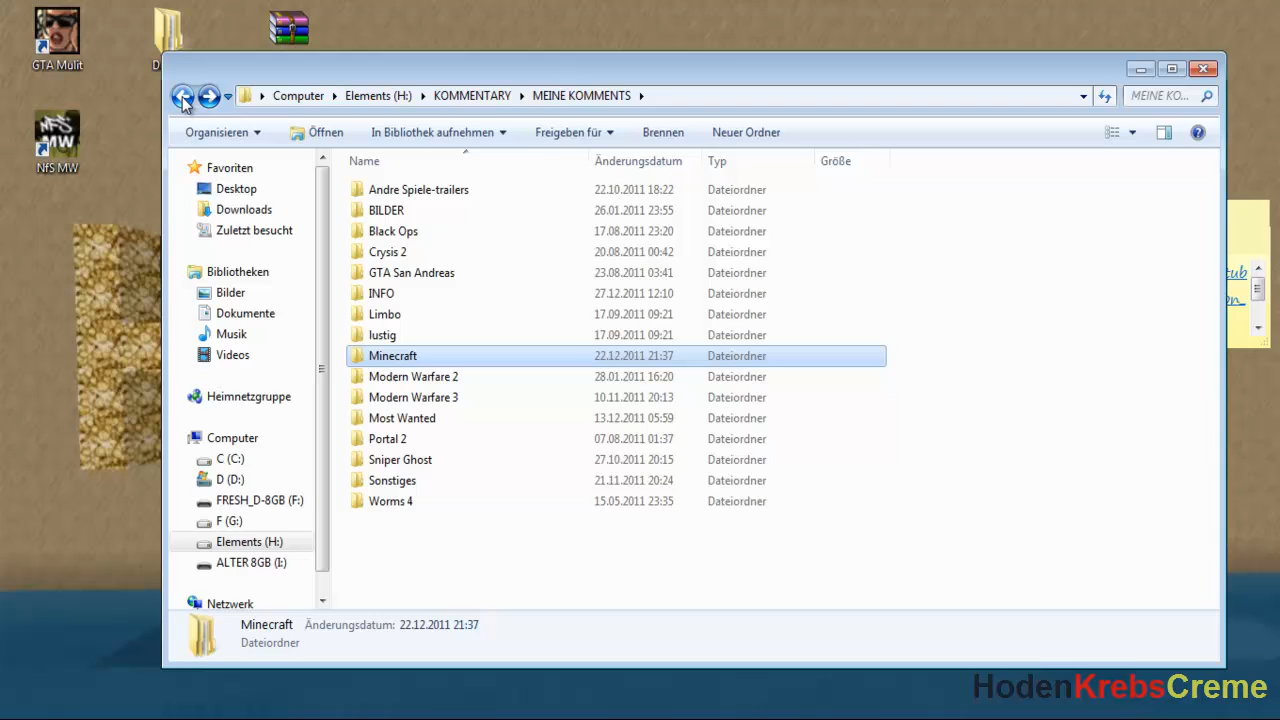 GTA Mulit
D
NfS MW
Computer Elements (H:) KOMMENTARY MEINE KOMMENTS
MEINE KO...
Organisieren Öffnen In Bibliothek aufnehmen Freigeben für Brennen Neuer Ordner
Favoriten
Desktop
Downloads
Zuletzt besucht
Bibliotheken
Bilder
Dokumente
Musik
Videos
Heimnetzgruppe
Computer
C (C:)
D (D:)
FRESH_D-8GB (F:)
F (G:)
Elements (H:)
ALTER 8GB (I:)
Netzwerk
Name Änderungsdatum Typ Größe
Andre Spiele-trailers 22.10.2011 18:22 Dateiordner
BILDER 26.01.2011 23:55 Dateiordner
Black Ops 17.08.2011 23:20 Dateiordner
Crysis 2 20.08.2011 00:42 Dateiordner
GTA San Andreas 23.08.2011 03:41 Dateiordner
INFO 27.12.2011 12:10 Dateiordner
Limbo 17.09.2011 09:21 Dateiordner
lustig 17.09.2011 09:21 Dateiordner
Minecraft 22.12.2011 21:37 Dateiordner
Modern Warfare 2 28.01.2011 16:20 Dateiordner
Modern Warfare 3 10.11.2011 20:13 Dateiordner
Most Wanted 13.12.2011 05:59 Dateiordner
Portal 2 07.08.2011 01:37 Dateiordner
Sniper Ghost 27.10.2011 20:15 Dateiordner
Sonstiges 21.11.2011 20:24 Dateiordner
Worms 4 15.05.2011 23:35 Dateiordner
tub
on_
Minecraft Änderungsdatum: 22.12.2011 21:37
Dateiordner
HodenKrebsCreme